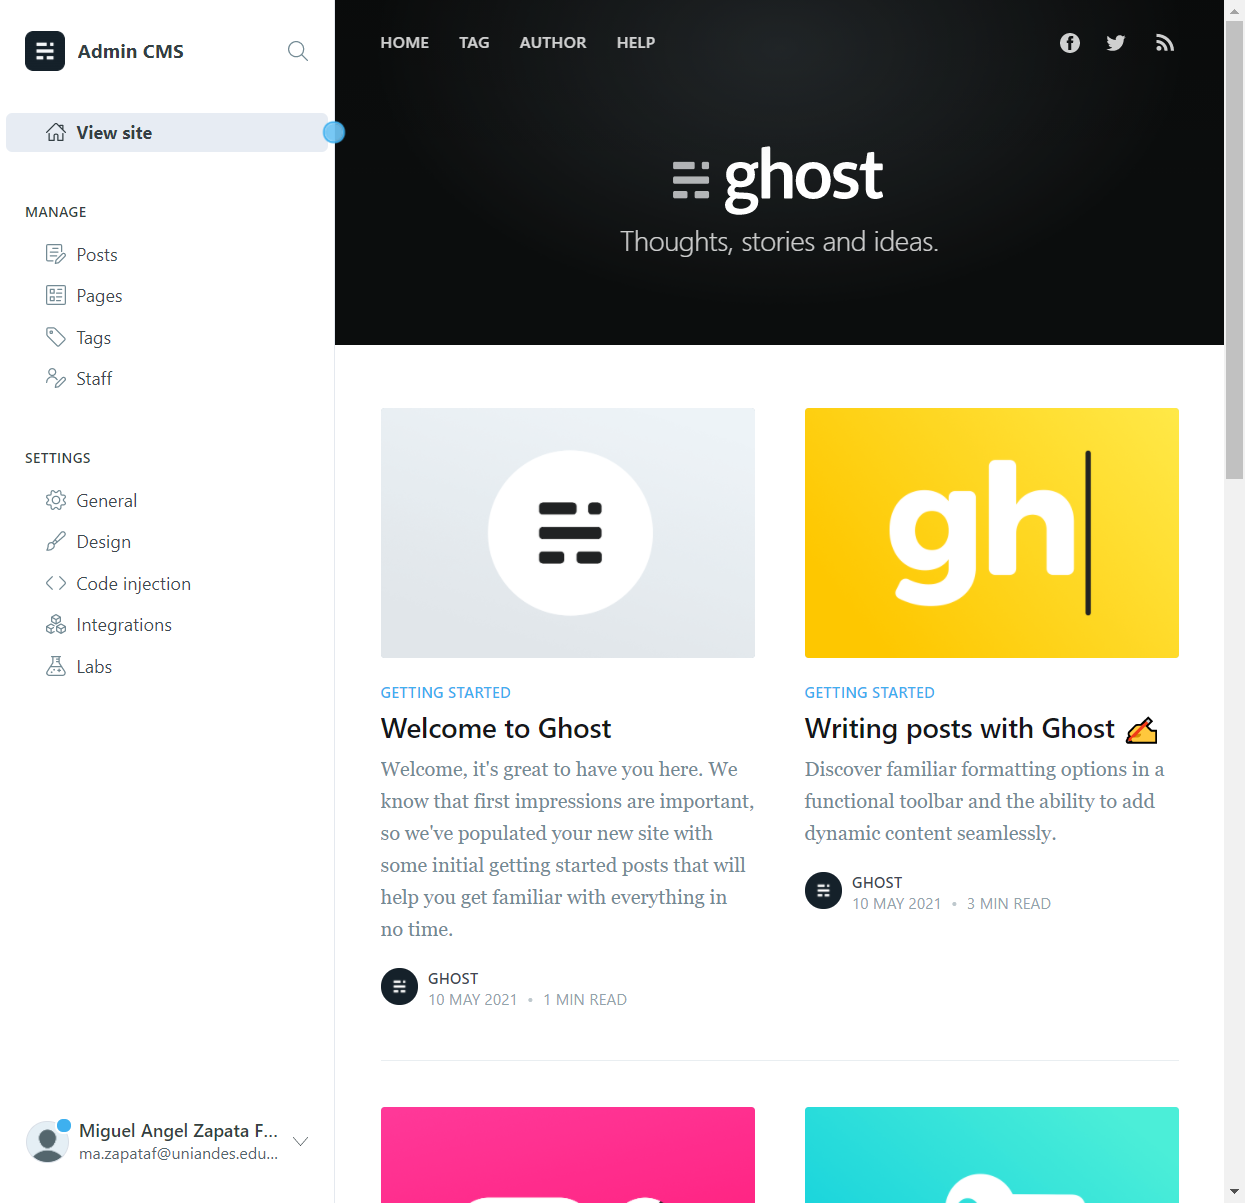 Admin CMS
View site
MANAGE
Posts
Pages
Tags
Staff
SETTINGS
General
Design
Code injection
Integrations
Labs
Miguel Angel Zapata F...
ma.zapataf@uniandes.edu...
HOME TAG AUTHOR HELP
ghost
Thoughts, stories and ideas.
gh
GETTING STARTED
Welcome to Ghost
Welcome, it's great to have you here. We
know that first impressions are important,
so we've populated your new site with
some initial getting started posts that will
help you get familiar with everything in
no time.
GHOST
10 MAY 2021 • 1 MIN READ
GETTING STARTED
Writing posts with Ghost ✍️
Discover familiar formatting options in a
functional toolbar and the ability to add
dynamic content seamlessly.
GHOST
10 MAY 2021 • 3 MIN READ